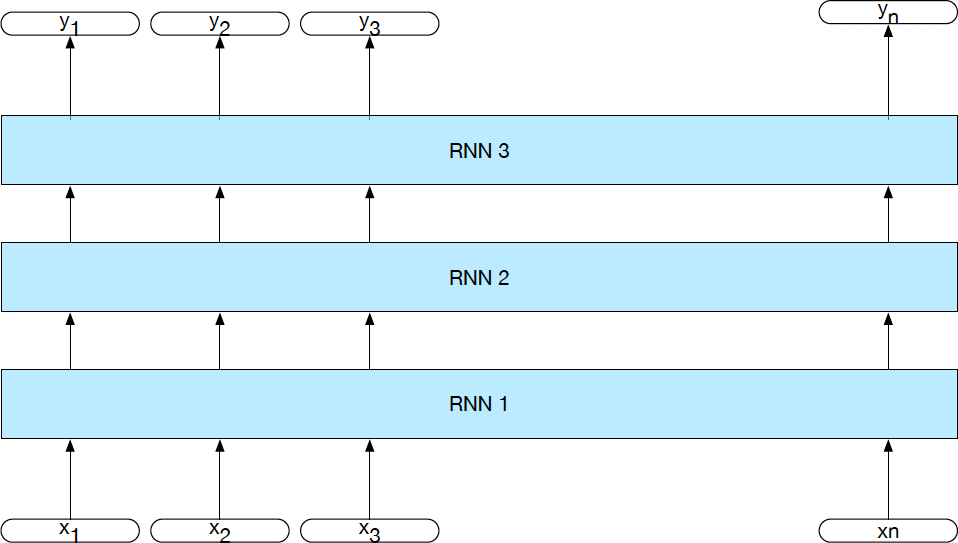 y1 y2 y3 yn
RNN 3
RNN 2
RNN 1
x1 x2 x3 xn